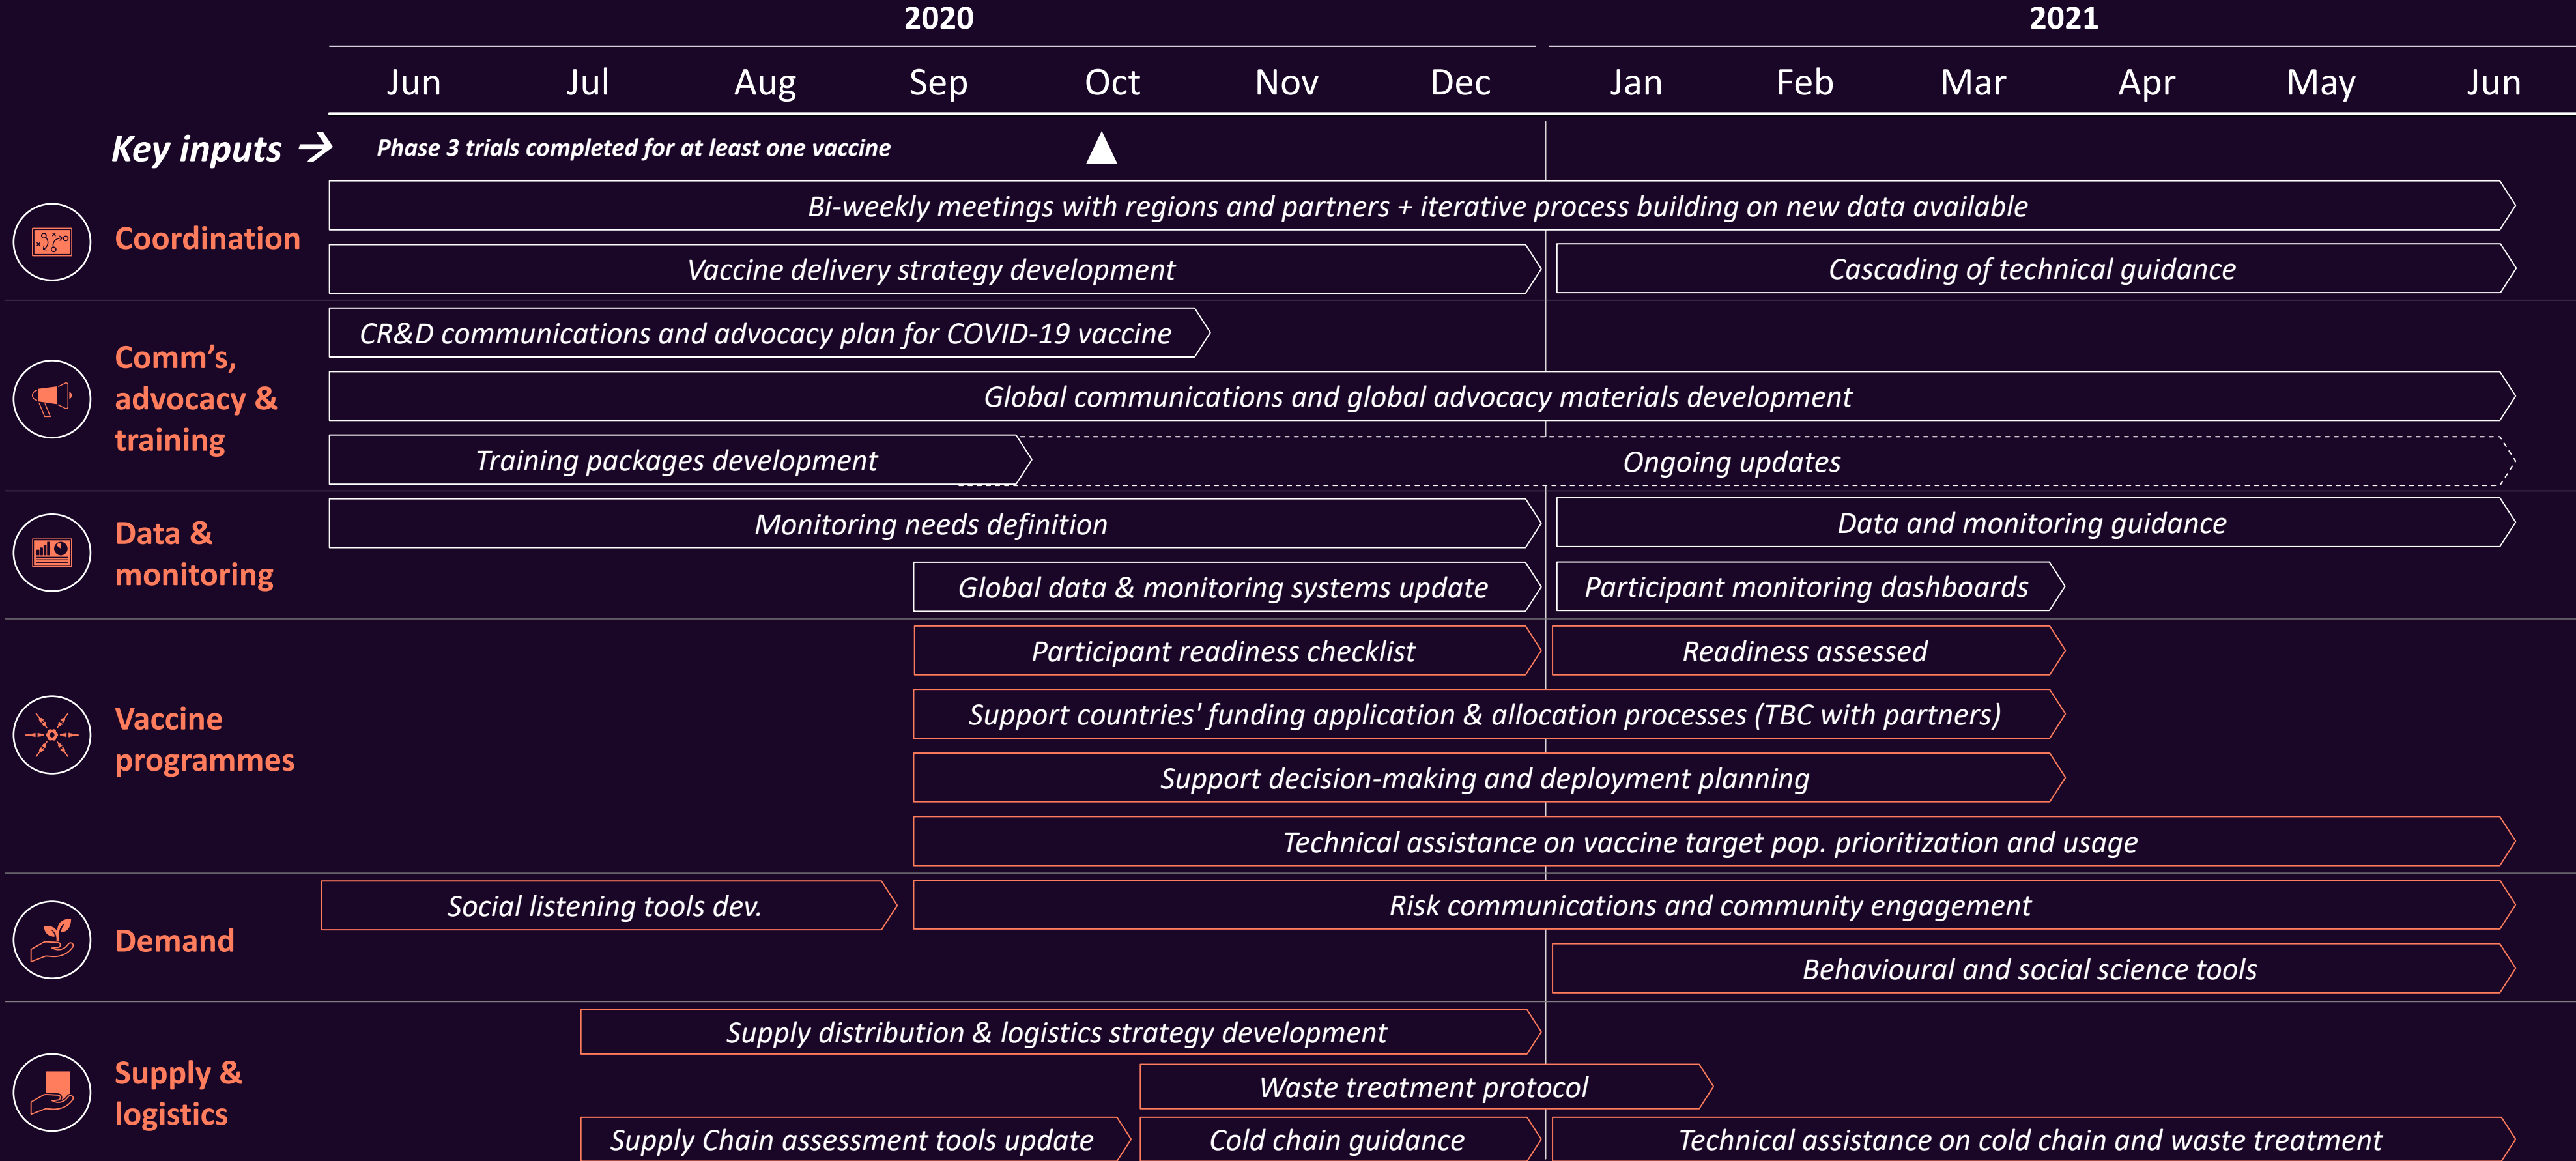 2020
2021
Jun
Jul
Aug
Sep
Oct
Nov
Dec
Jan
Feb
Mar
Apr
May
Jun
Key inputs →
Phase 3 trials completed for at least one vaccine
Coordination
Bi-weekly meetings with regions and partners + iterative process building on new data available
Vaccine delivery strategy development
Cascading of technical guidance
Comm’s,
advocacy &
training
CR&D communications and advocacy plan for COVID-19 vaccine
Global communications and global advocacy materials development
Training packages development
Ongoing updates
Data &
monitoring
Monitoring needs definition
Data and monitoring guidance
Global data & monitoring systems update
Participant monitoring dashboards
Vaccine
programmes
Participant readiness checklist
Readiness assessed
Support countries' funding application & allocation processes (TBC with partners)
Support decision-making and deployment planning
Technical assistance on vaccine target pop. prioritization and usage
Demand
Social listening tools dev.
Risk communications and community engagement
Behavioural and social science tools
Supply &
logistics
Supply distribution & logistics strategy development
Waste treatment protocol
Supply Chain assessment tools update
Cold chain guidance
Technical assistance on cold chain and waste treatment